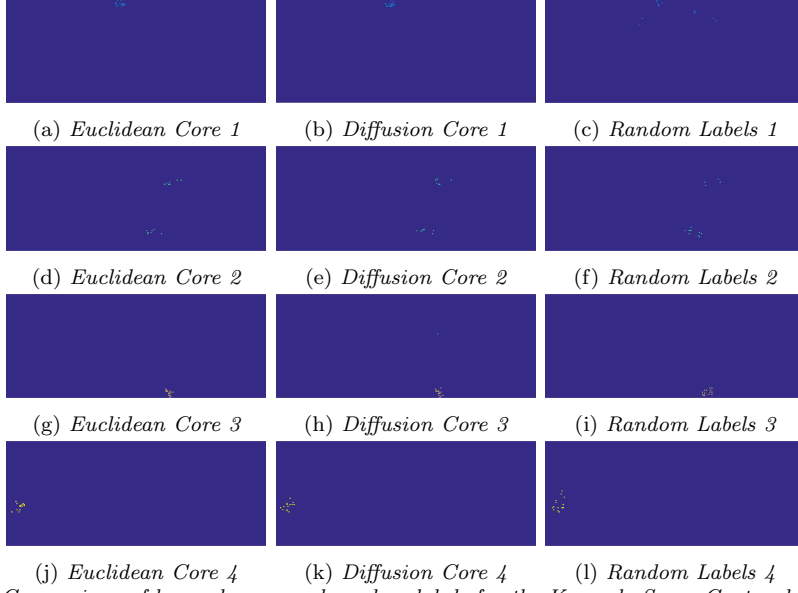 (a) Euclidean Core 1 (b) Diffusion Core 1 (c) Random Labels 1
(d) Euclidean Core 2 (e) Diffusion Core 2 (f) Random Labels 2
(g) Euclidean Core 3 (h) Diffusion Core 3 (i) Random Labels 3
(j) Euclidean Core 4 (k) Diffusion Core 4 (l) Random Labels 4